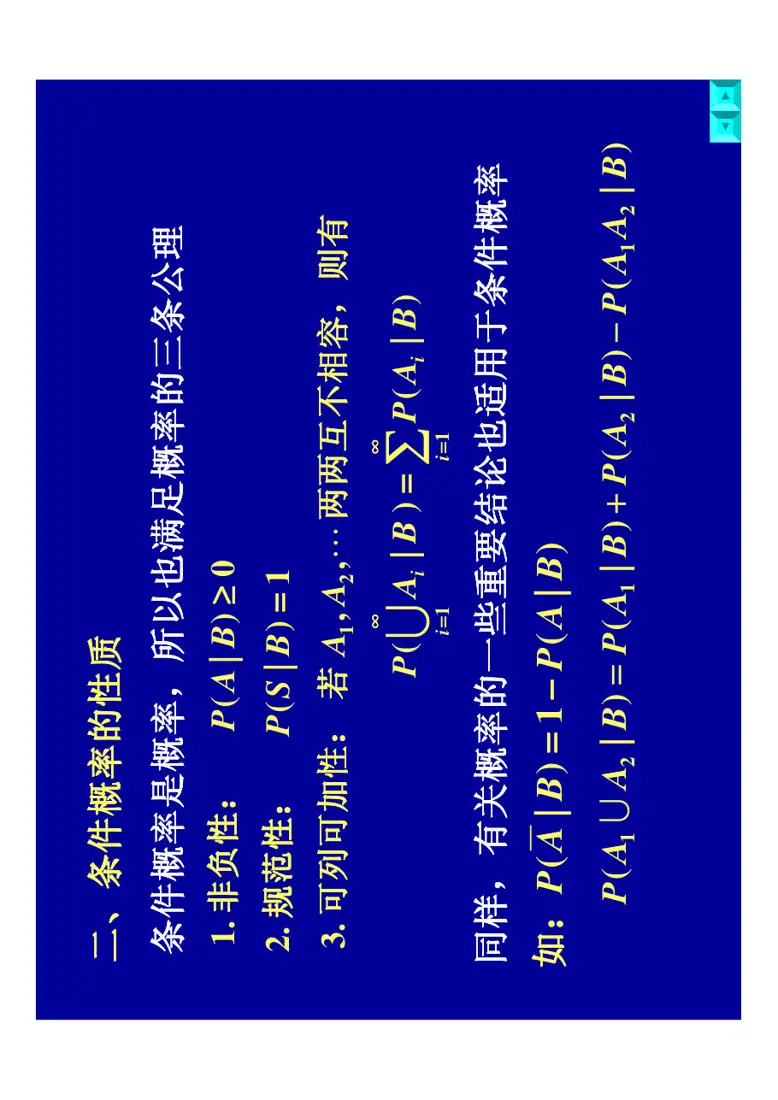 二、条件概率的性质
条件概率是概率，所以也满足概率的三条公理
1. 非负性： P(A | B) ≥ 0
2. 规范性： P(S | B) = 1
3. 可列可加性： 若 A₁, A₂, ⋯ 两两互不相容，则有
P(⋃_{i=1}^{∞} A_i | B) = ∑_{i=1}^{∞} P(A_i | B)
同样，有关概率的一些重要结论也适用于条件概率
如： P(A̅ | B) = 1 − P(A | B)
P(A₁ ∪ A₂ | B) = P(A₁ | B) + P(A₂ | B) − P(A₁A₂ | B)